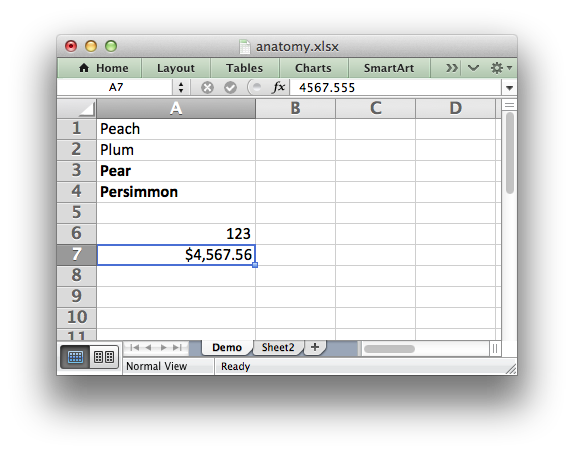 anatomy.xlsx
Home Layout Tables Charts SmartArt
A7 fx 4567.555
A B C D
1 Peach
2 Plum
3 Pear
4 Persimmon
5
6 123
7 $4,567.56
8
9
10
11
Demo Sheet2
Normal View Ready